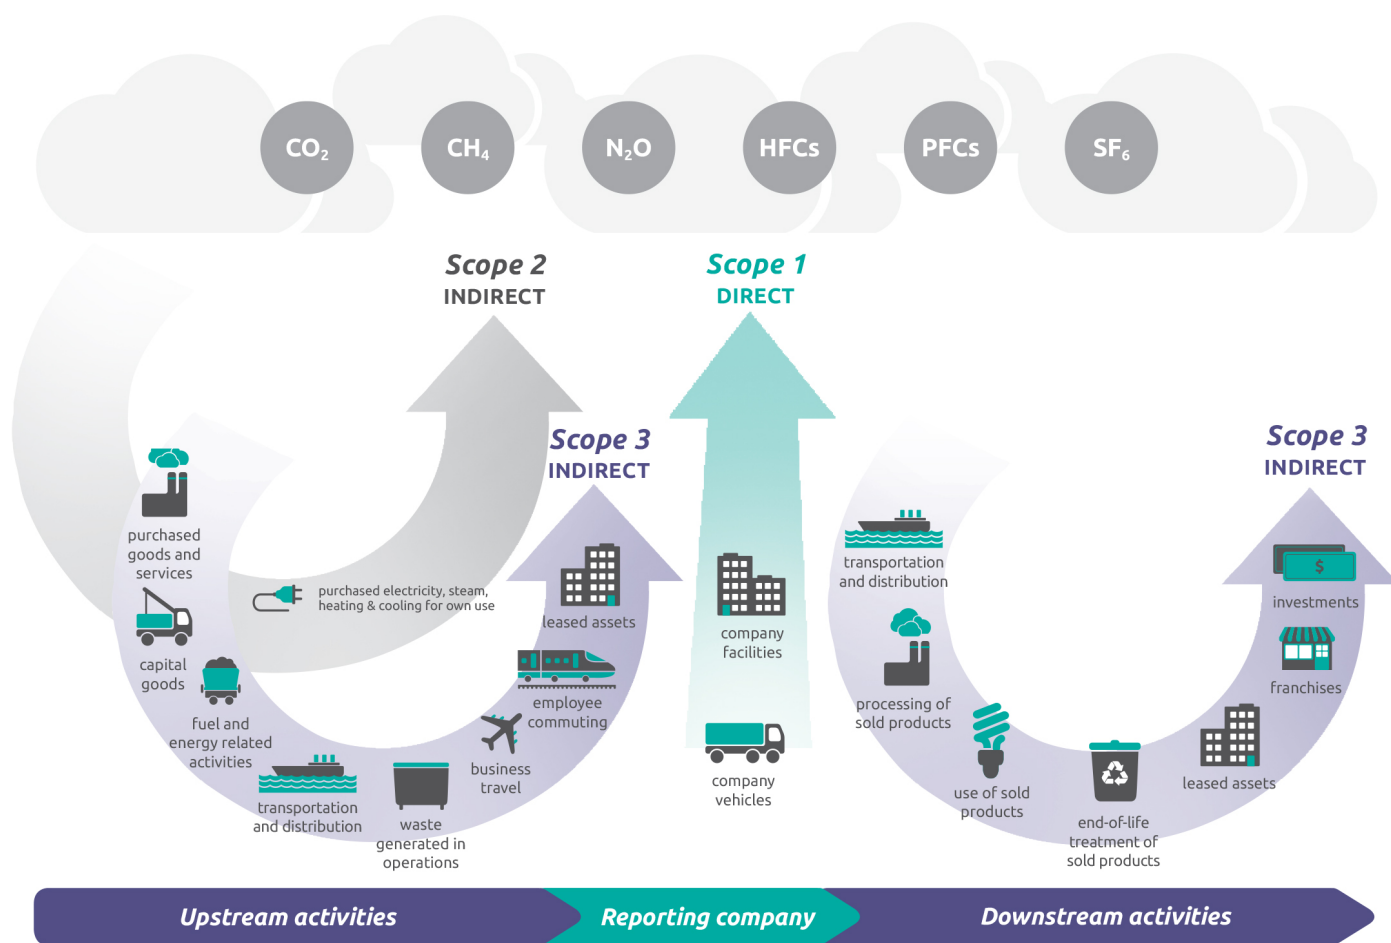 CO₂
CH₄
N₂O
HFCs
PFCs
SF₆
Scope 2
INDIRECT
Scope 1
DIRECT
Scope 3
INDIRECT
Scope 3
INDIRECT
purchased
goods and
services
capital
goods
fuel and
energy related
activities
transportation
and distribution
waste
generated in
operations
business
travel
employee
commuting
leased assets
purchased electricity, steam,
heating & cooling for own use
company
facilities
company
vehicles
transportation
and distribution
processing of
sold products
use of sold
products
end-of-life
treatment of
sold products
leased assets
franchises
$
investments
Upstream activities
Reporting company
Downstream activities